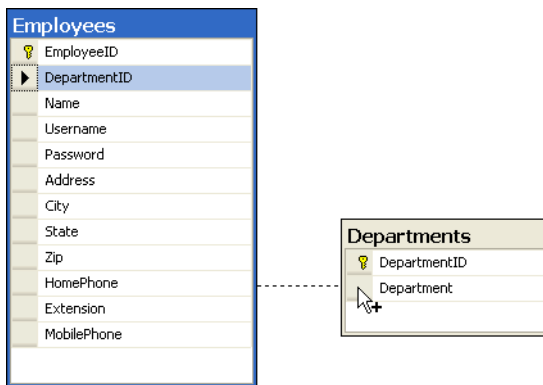 Employees
EmployeeID
DepartmentID
Name
Username
Password
Address
City
State
Zip
HomePhone
Extension
MobilePhone
Departments
DepartmentID
Department